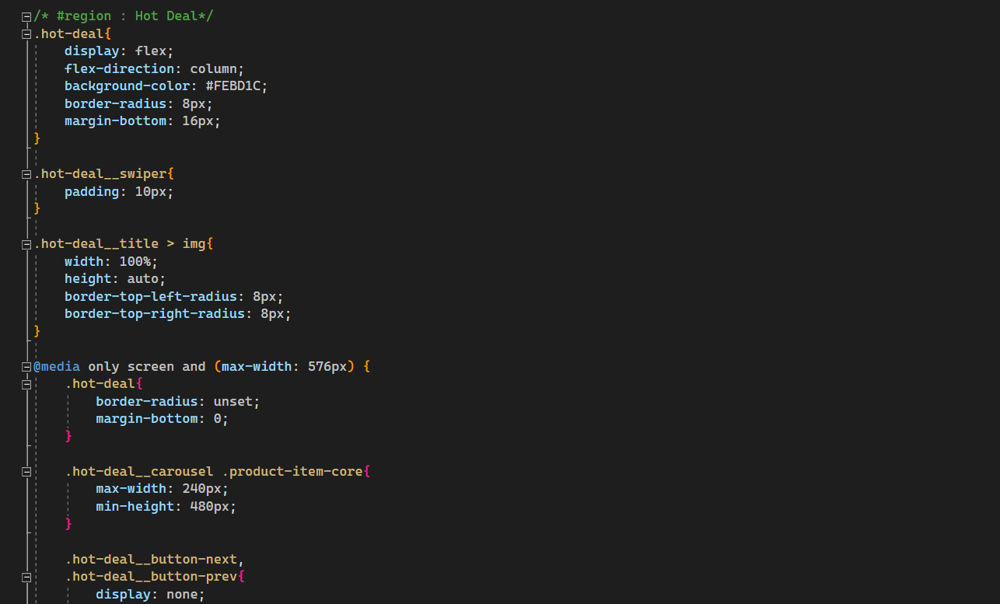 /* #region : Hot Deal*/
.hot-deal{
    display: flex;
    flex-direction: column;
    background-color: #FEBD1C;
    border-radius: 8px;
    margin-bottom: 16px;
}

.hot-deal__swiper{
    padding: 10px;
}

.hot-deal__title > img{
    width: 100%;
    height: auto;
    border-top-left-radius: 8px;
    border-top-right-radius: 8px;
}

@media only screen and (max-width: 576px) {
    .hot-deal{
        border-radius: unset;
        margin-bottom: 0;
    }

    .hot-deal__carousel .product-item-core{
        max-width: 240px;
        min-height: 480px;
    }

    .hot-deal__button-next,
    .hot-deal__button-prev{
        display: none;